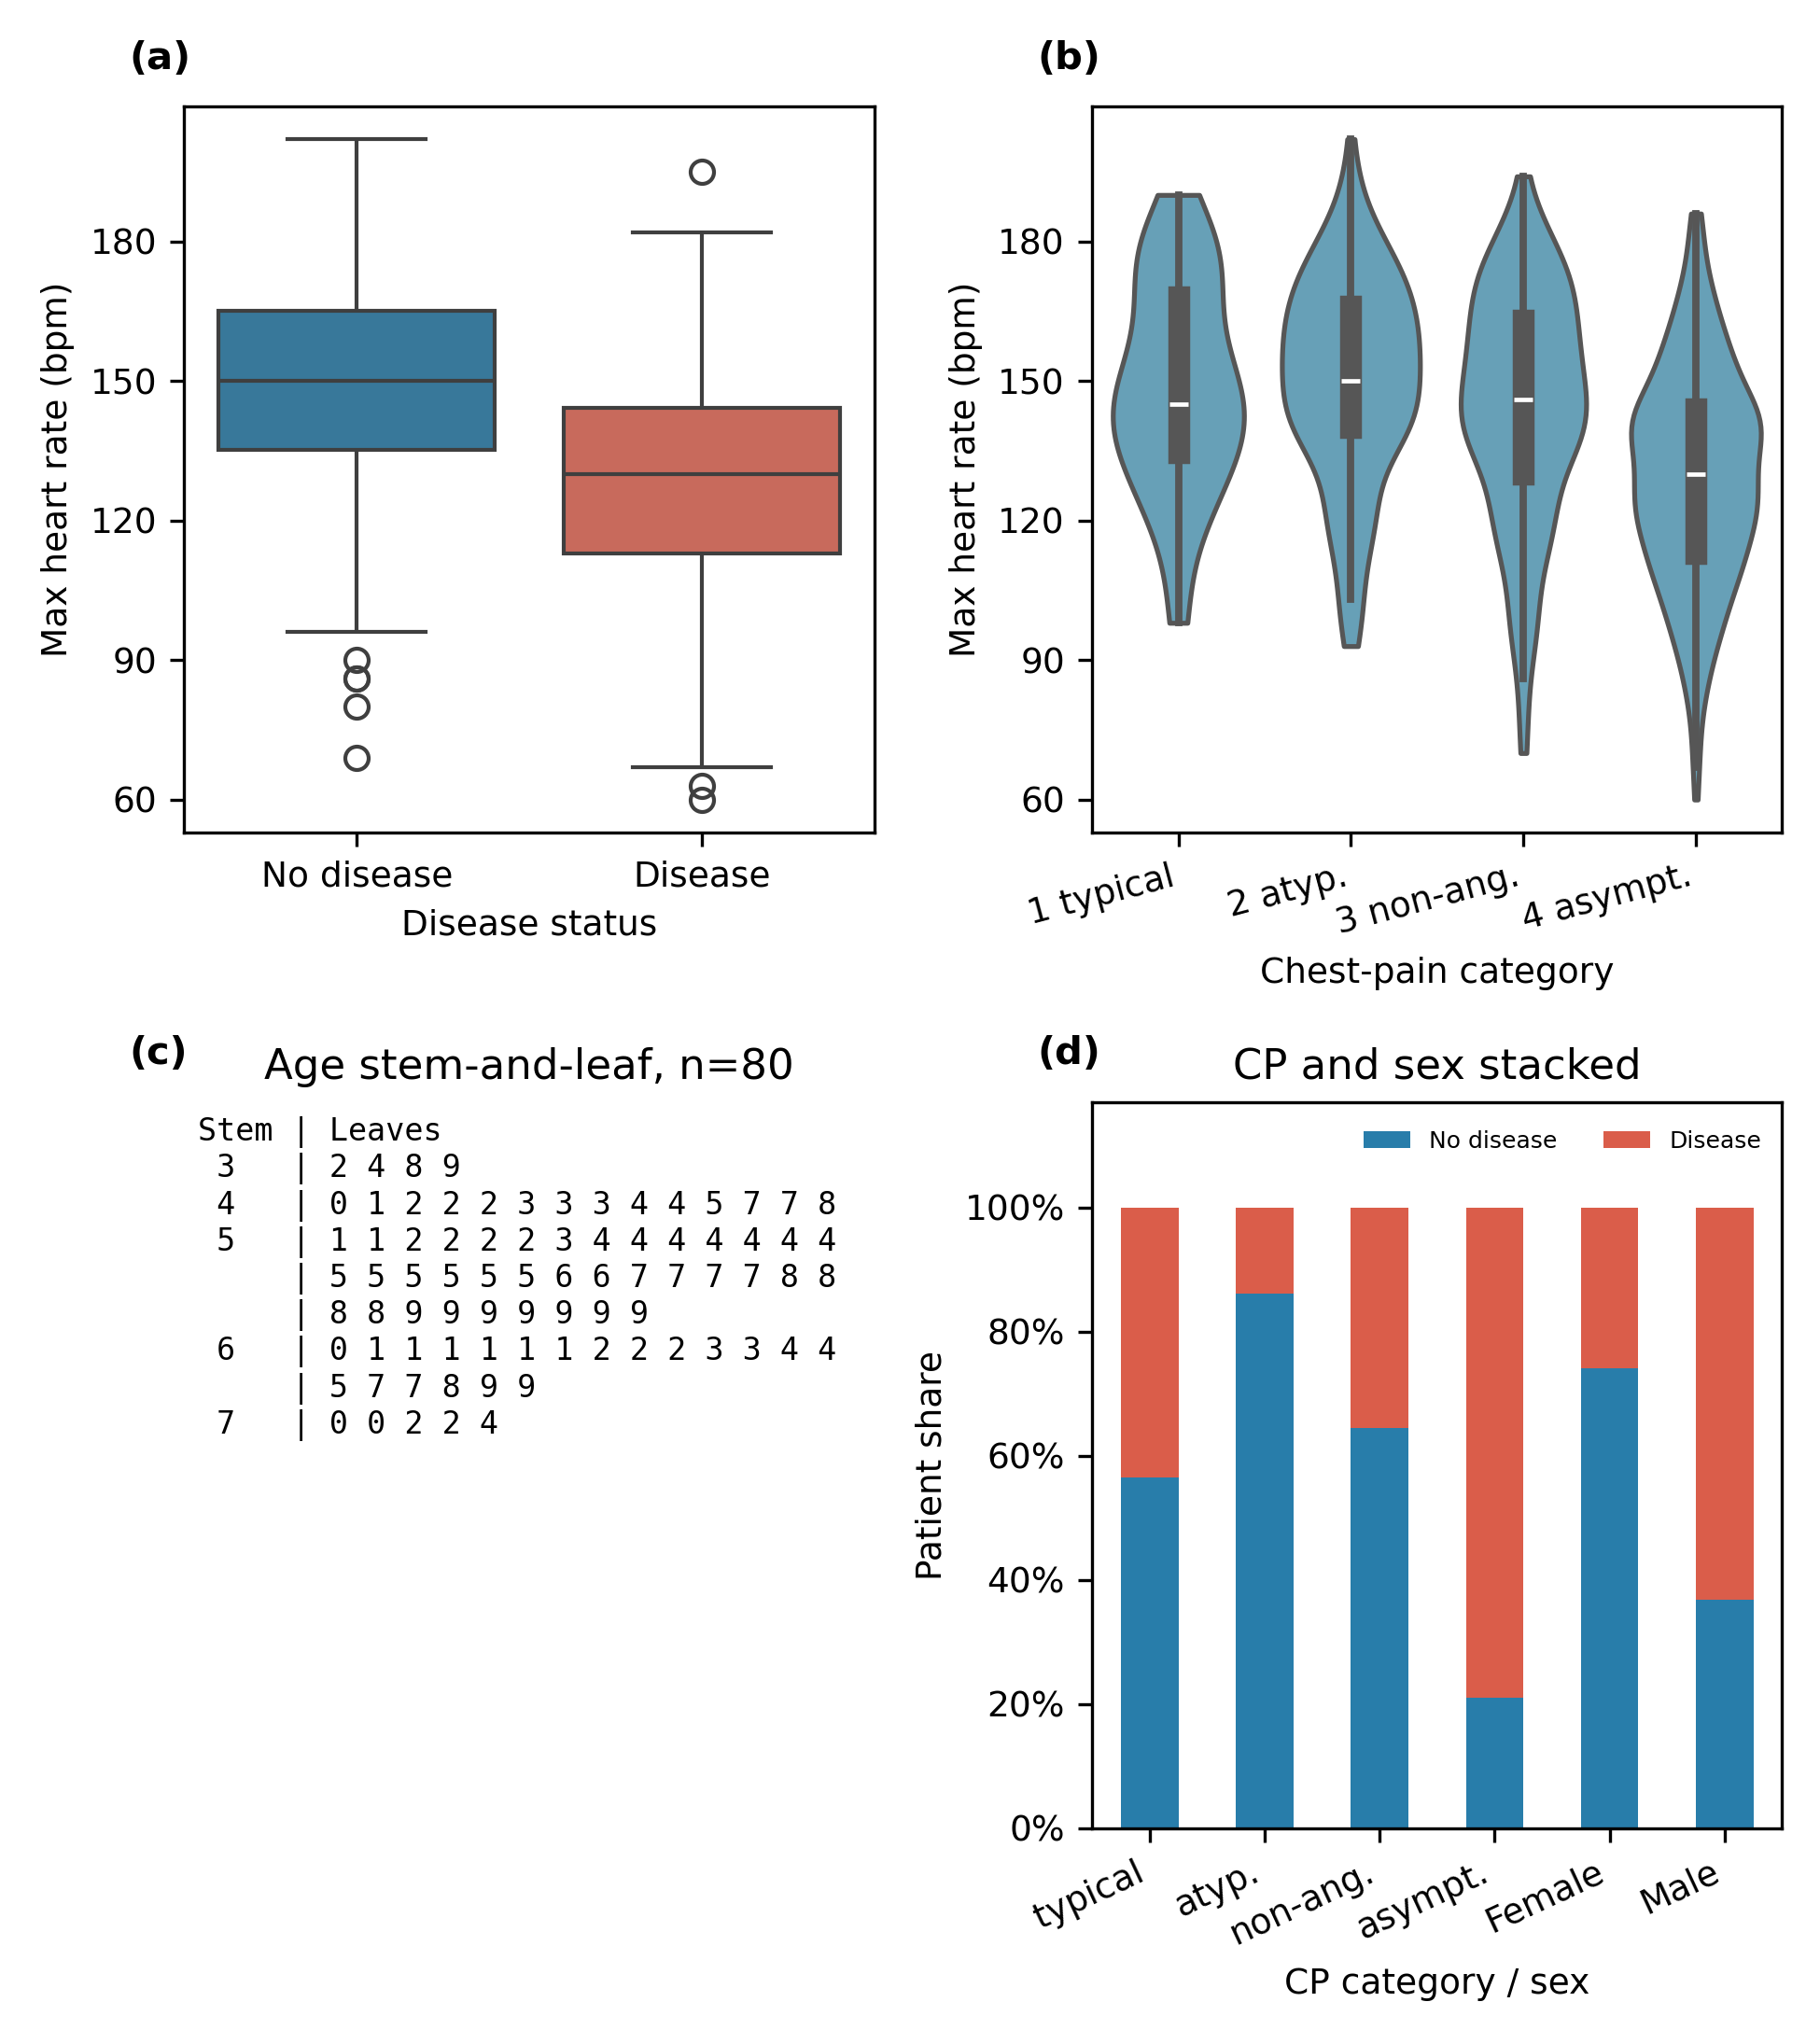 (a)
Max heart rate (bpm)
180
150
120
90
60
No disease
Disease
Disease status
(b)
Max heart rate (bpm)
180
150
120
90
60
1 typical
2 atyp.
3 non-ang.
4 asympt.
Chest-pain category
(c)
Age stem-and-leaf, n=80
Stem | Leaves
3 | 2 4 8 9
4 | 0 1 2 2 2 3 3 3 4 4 5 7 7 8
5 | 1 1 2 2 2 2 3 4 4 4 4 4 4 4
| 5 5 5 5 5 5 6 6 7 7 7 7 8 8
| 8 8 9 9 9 9 9 9 9
6 | 0 1 1 1 1 1 1 2 2 2 3 3 4 4
| 5 7 7 8 9 9
7 | 0 0 2 2 4
(d)
CP and sex stacked
No disease
Disease
Patient share
100%
80%
60%
40%
20%
0%
typical
atyp.
non-ang.
asympt.
Female
Male
CP category / sex